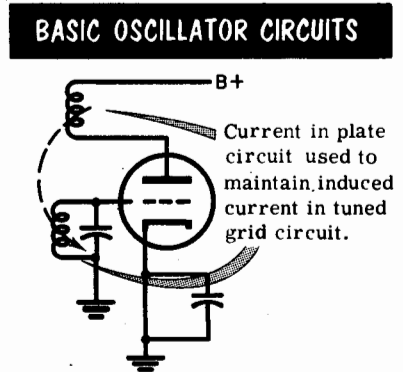 BASIC OSCILLATOR CIRCUITS
B+
Current in plate
circuit used to
maintain induced
current in tuned
grid circuit.